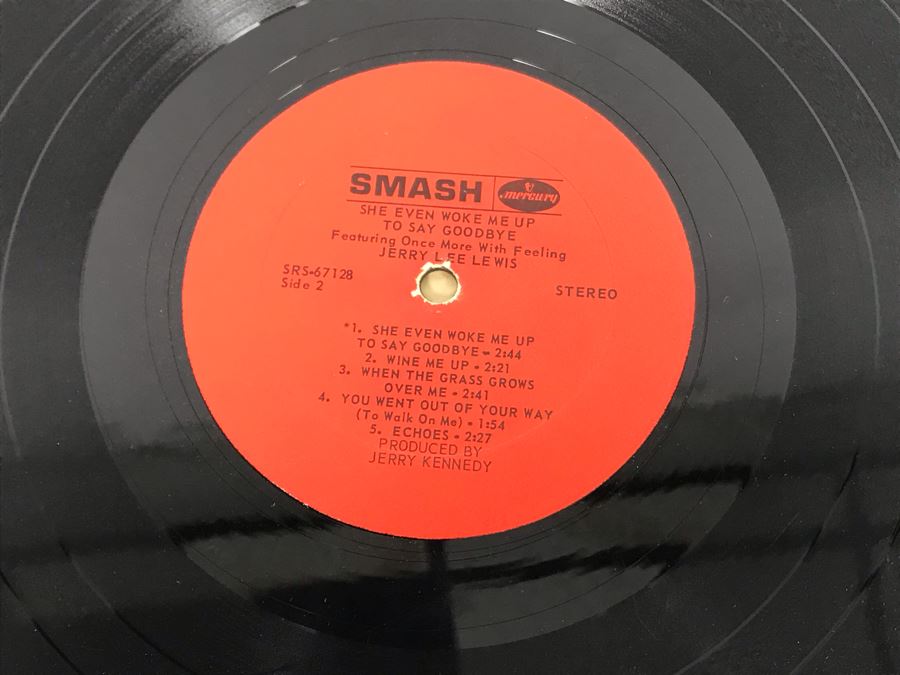 SMASH mercury
SHE EVEN WOKE ME UP
TO SAY GOODBYE
Featuring Once More With Feeling
JERRY LEE LEWIS
SRS-67128
Side 2
STEREO
*1. SHE EVEN WOKE ME UP
TO SAY GOODBYE - 2:44
2. WINE ME UP - 2:21
3. WHEN THE GRASS GROWS
OVER ME - 2:41
4. YOU WENT OUT OF YOUR WAY
(To Walk On Me) - 1:54
5. ECHOES - 2:27
PRODUCED BY
JERRY KENNEDY